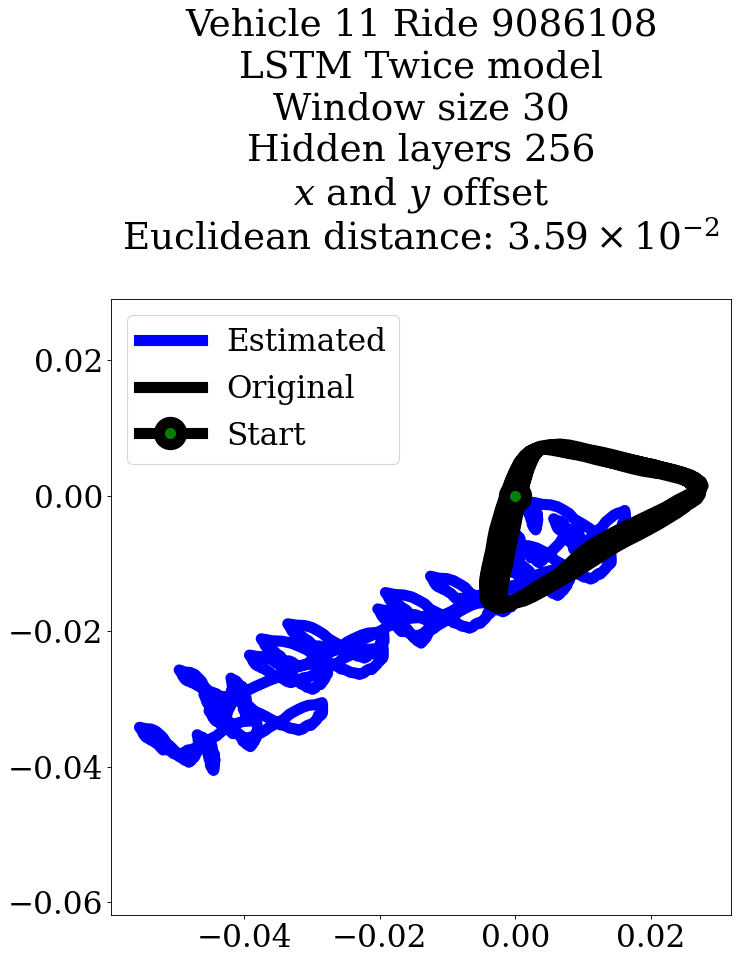 Vehicle 11 Ride 9086108
LSTM Twice model
Window size 30
Hidden layers 256
x and y offset
Euclidean distance: 3.59 × 10⁻²
Estimated
Original
Start
0.02
0.00
−0.02
−0.04
−0.06
−0.04 −0.02 0.00 0.02